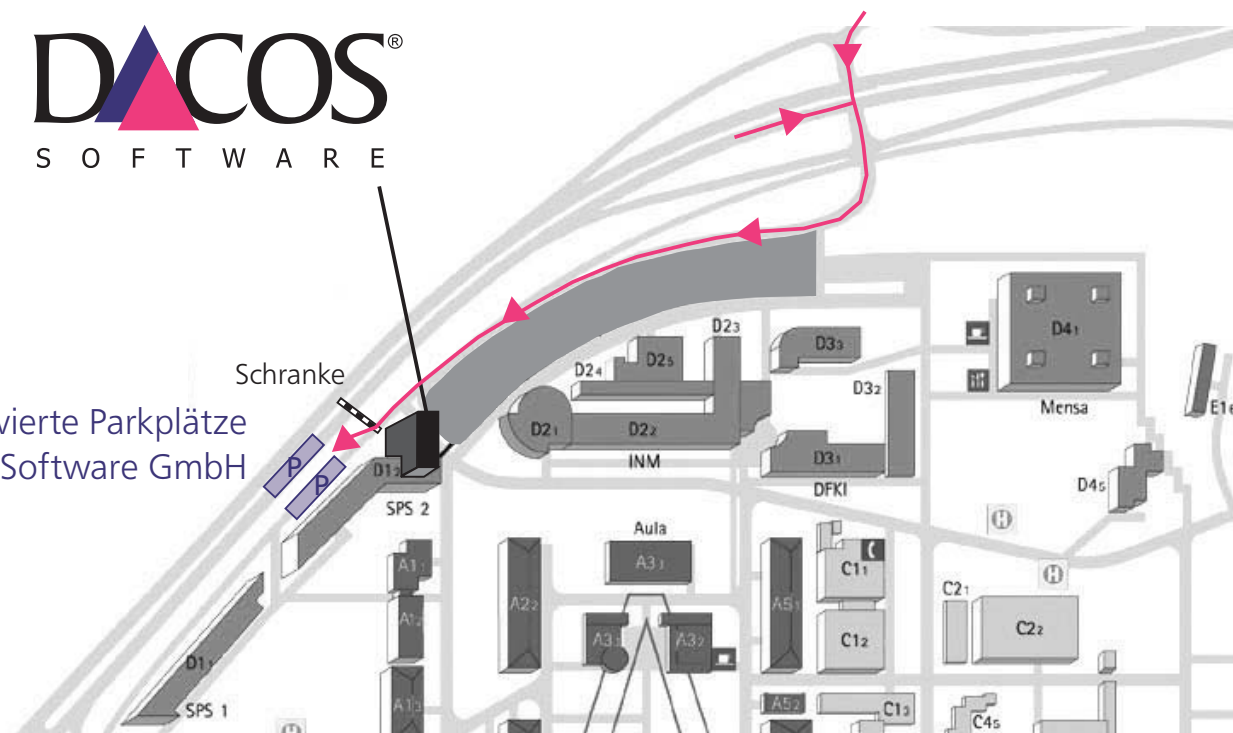 DACOS®
SOFTWARE
D23
D33
D41
D25
Schranke
D24
D32
Mensa
E16
vierte Parkplätze
D21
D22
INM
D31
DFKI
Software GmbH
P
P
D12
D45
SPS 2
H
Aula
A11
A31
C11
H
C21
A22
A51
A12
A32
C12
C22
D11
SPS 1
A13
A52
C13
C45
H